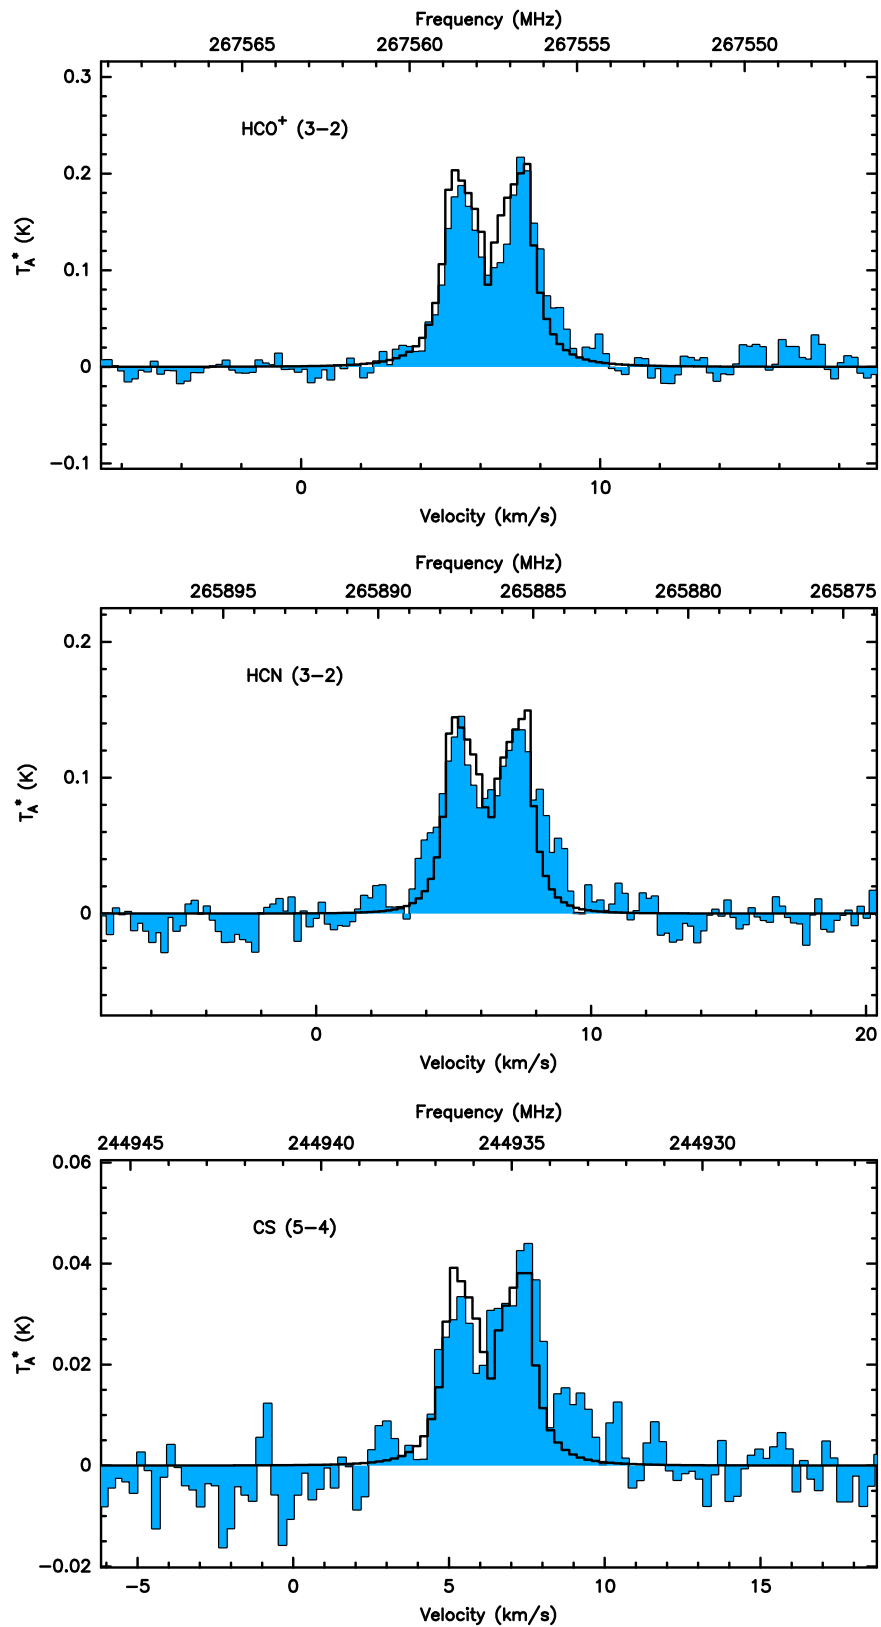 Frequency (MHz)
267565 267560 267555 267550
0.3
HCO+ (3-2)
0.2
TA* (K)
0.1
0
-0.1
0 10
Velocity (km/s)
Frequency (MHz)
265895 265890 265885 265880 265875
0.2
HCN (3-2)
0.1
TA* (K)
0
0 10 20
Velocity (km/s)
Frequency (MHz)
244945 244940 244935 244930
0.06
CS (5-4)
0.04
TA* (K)
0.02
0
-0.02
-5 0 5 10 15
Velocity (km/s)